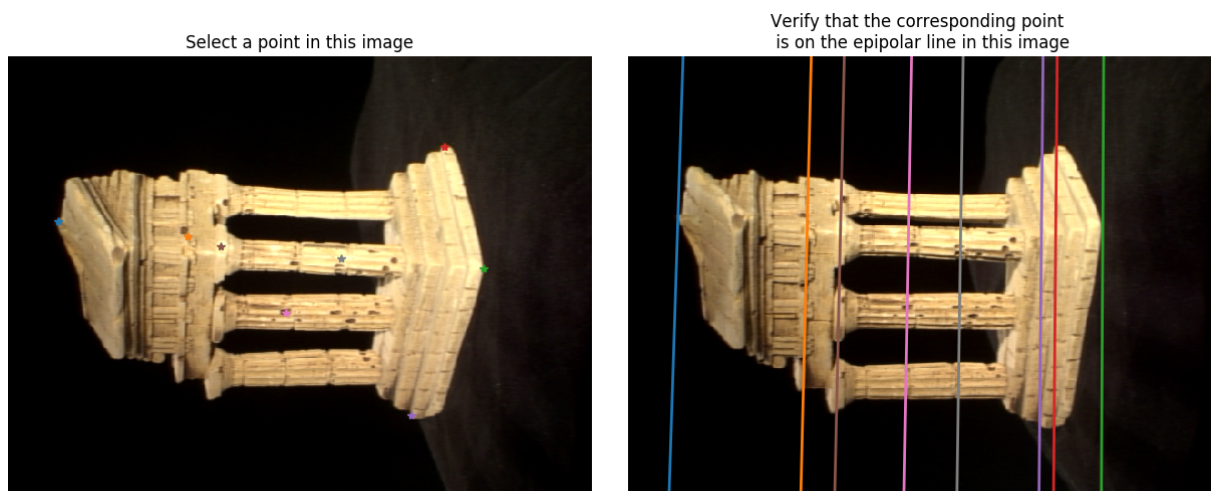 Select a point in this image
Verify that the corresponding point
is on the epipolar line in this image